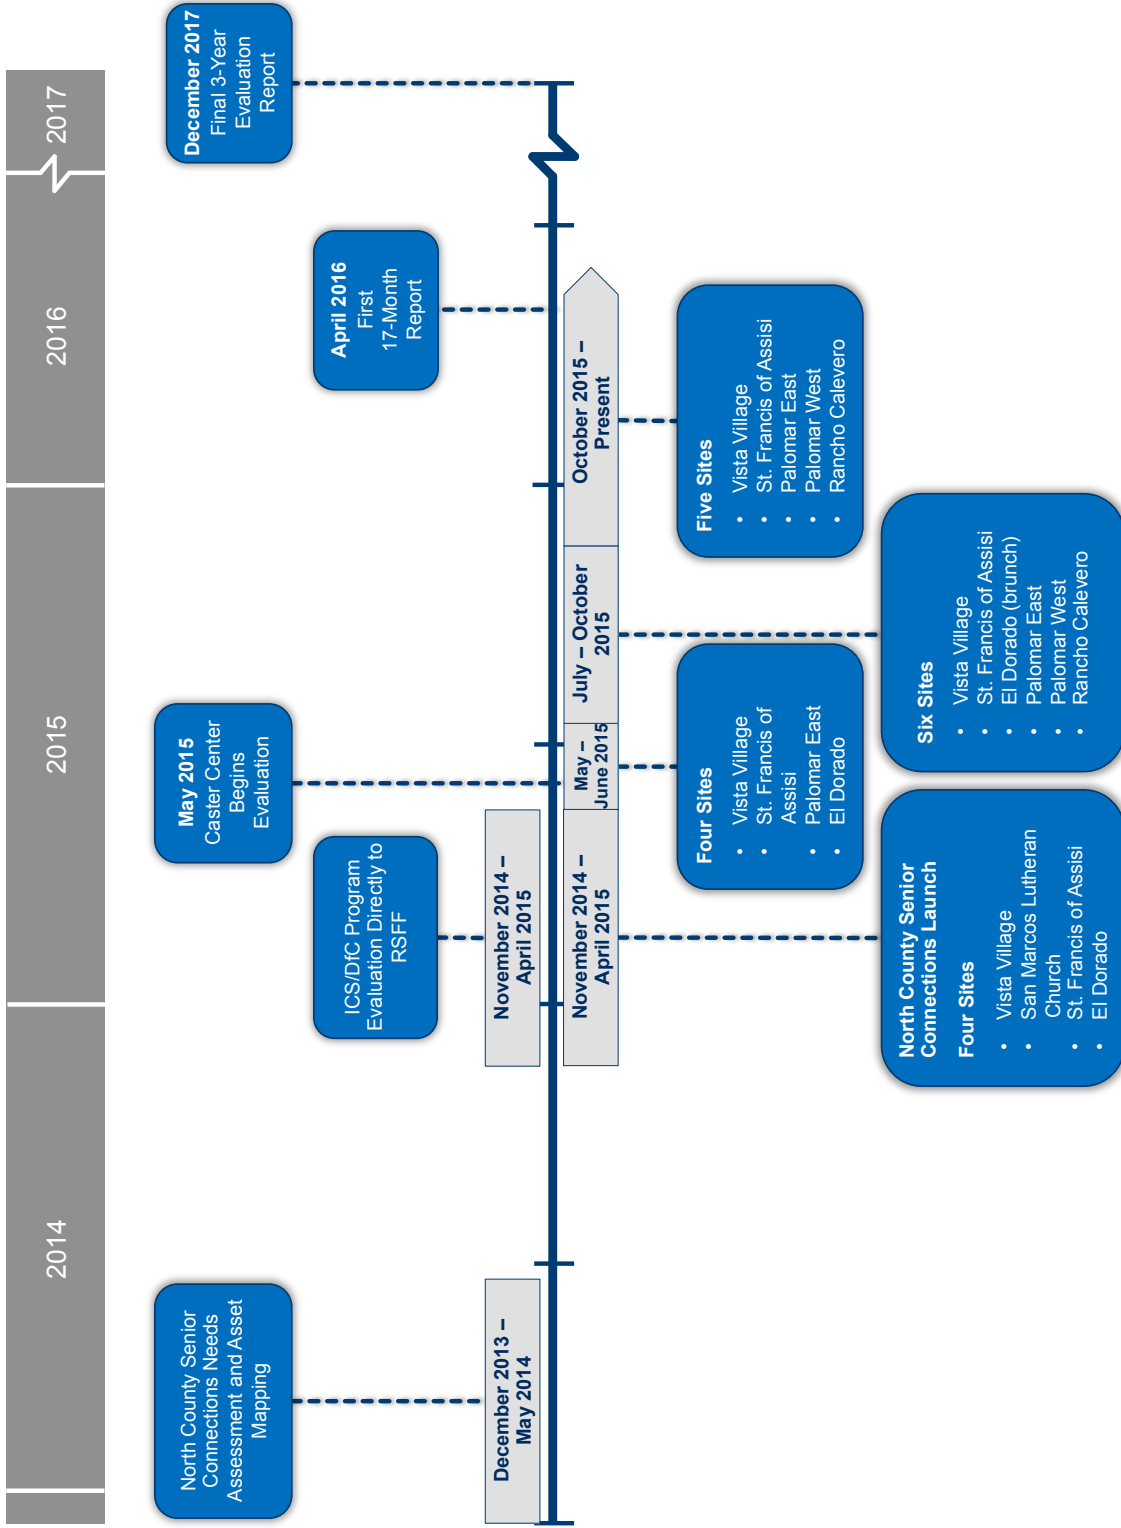 2014
2015
2016
2017
North County Senior
Connections Needs
Assessment and Asset
Mapping
ICS/DfC Program
Evaluation Directly to
RSFF
May 2015
Caster Center
Begins
Evaluation
April 2016
First
17-Month
Report
December 2017
Final 3-Year
Evaluation
Report
December 2013 –
May 2014
November 2014 –
April 2015
November 2014 –
April 2015
May –
June 2015
July – October
2015
October 2015 –
Present
North County Senior
Connections Launch
Four Sites
• Vista Village
• San Marcos Lutheran
Church
• St. Francis of Assisi
• El Dorado
Four Sites
• Vista Village
• St. Francis of
Assisi
• Palomar East
• El Dorado
Six Sites
• Vista Village
• St. Francis of Assisi
• El Dorado (brunch)
• Palomar East
• Palomar West
• Rancho Calevero
Five Sites
• Vista Village
• St. Francis of Assisi
• Palomar East
• Palomar West
• Rancho Calevero